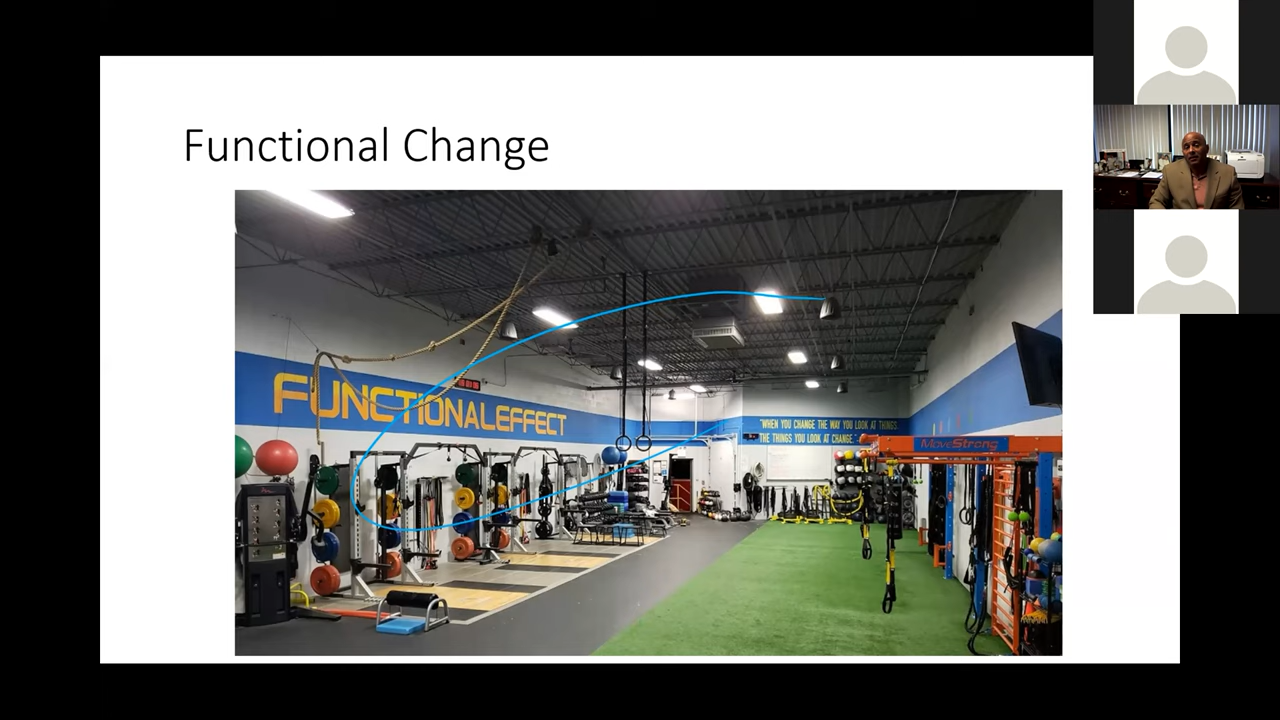 Functional Change
FUNCTIONALEFFECT
"WHEN YOU CHANGE THE WAY YOU LOOK AT THINGS,
THE THINGS YOU LOOK AT CHANGE."
MoveStrong